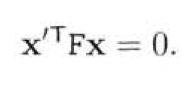 x′ᵀFx = 0.